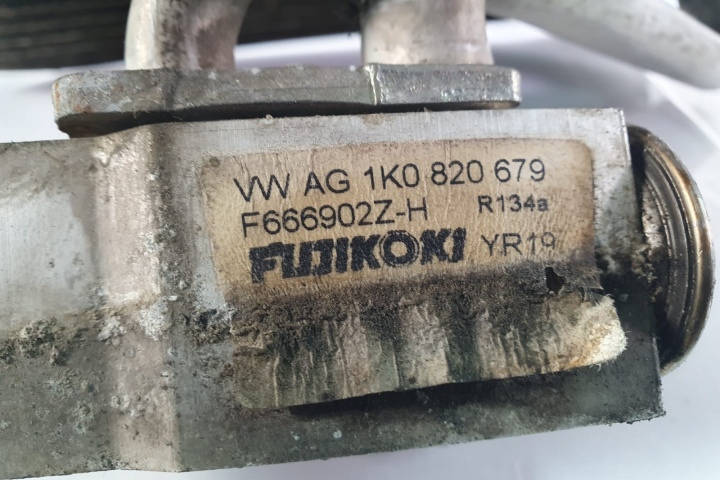 VW AG 1K0 820 679
F666902Z-H R134a
FUJIKOKI YR19